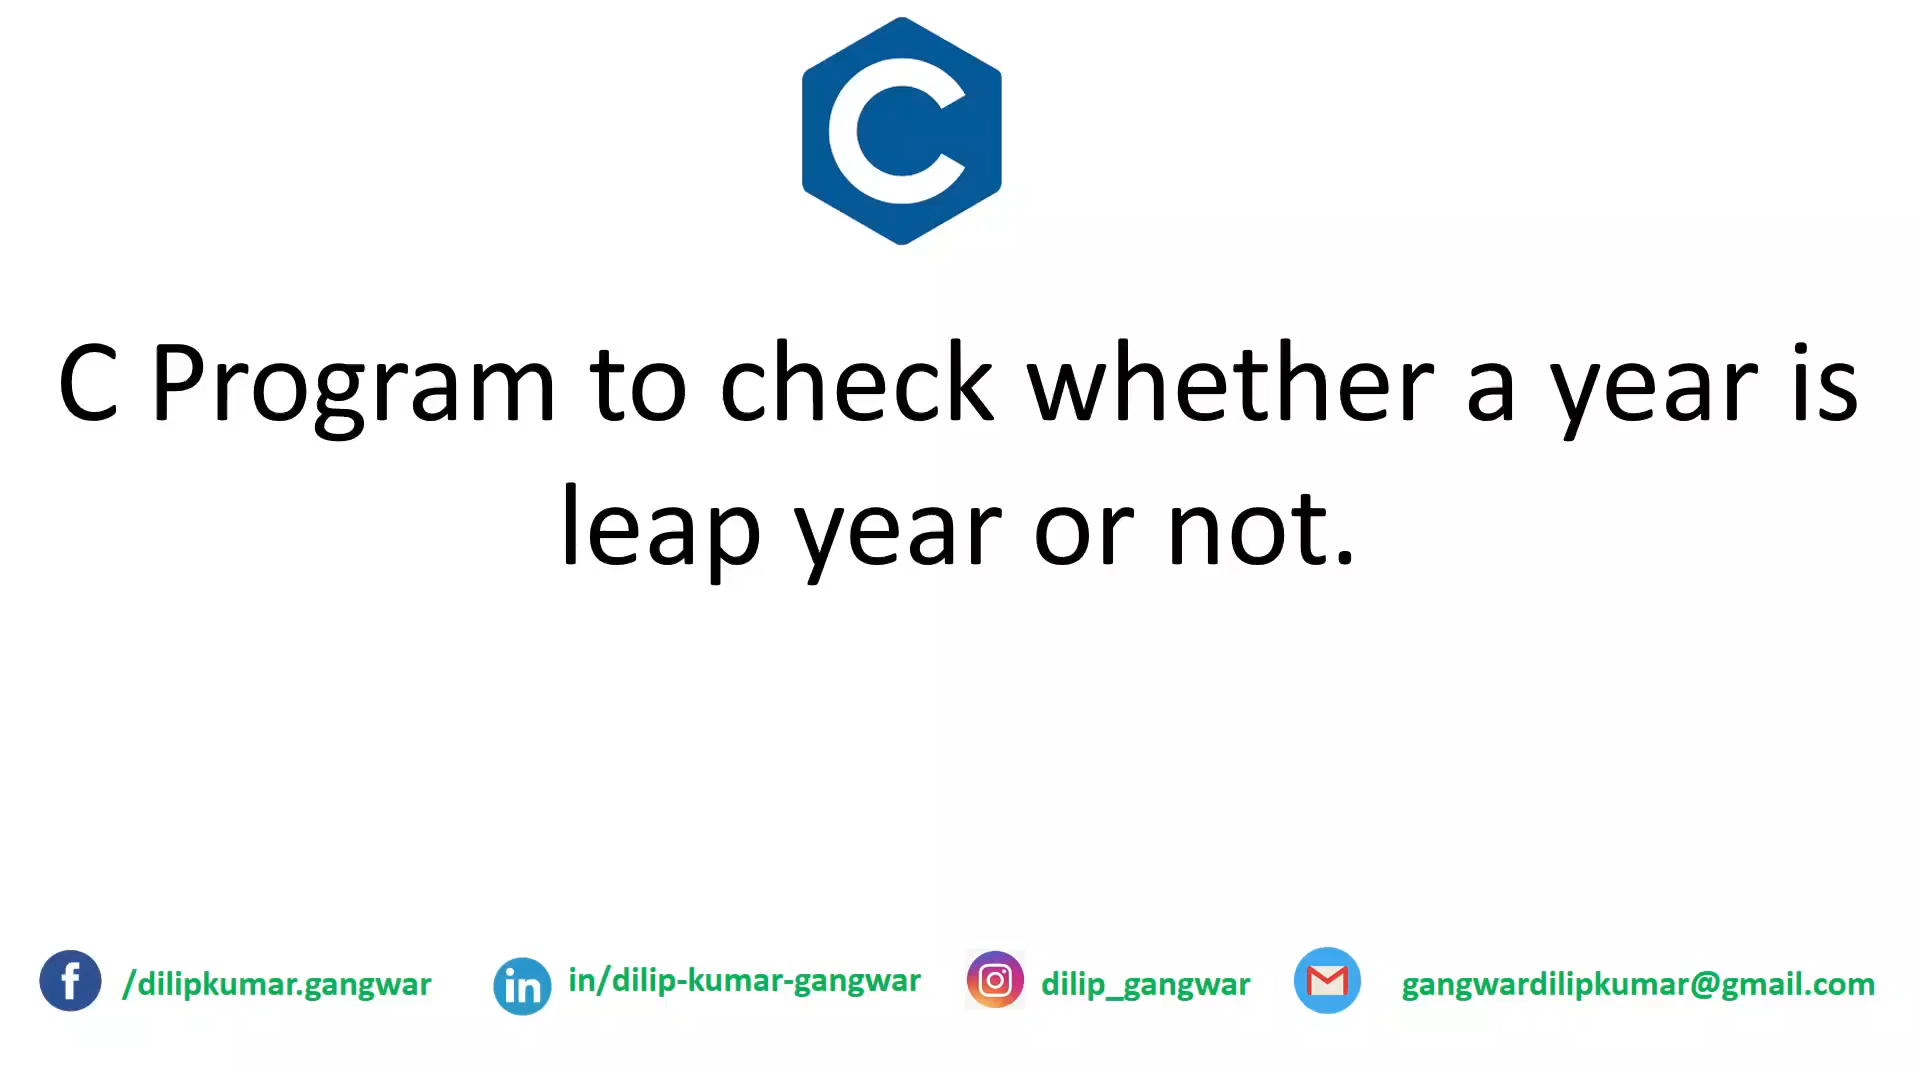 C
C Program to check whether a year is
leap year or not.
f /dilipkumar.gangwar in in/dilip-kumar-gangwar dilip_gangwar gangwardilipkumar@gmail.com